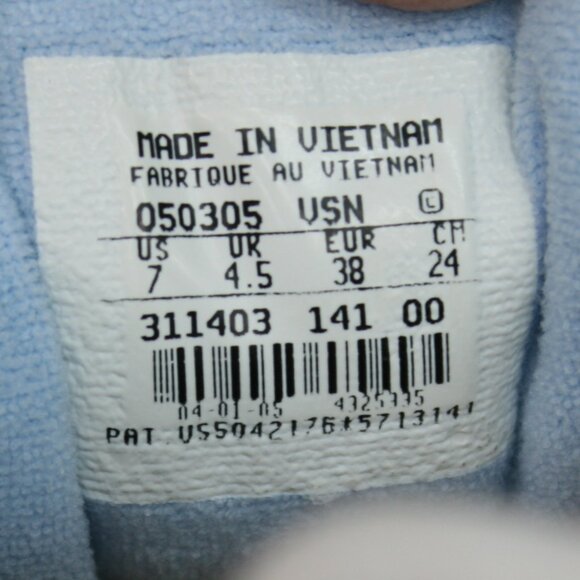 MADE IN VIETNAM
FABRIQUE AU VIETNAM
050305 VSN L
US UK EUR CM
7 4.5 38 24
311403 141 00
04-01-05 4325335
PAT.US5042176*5713141